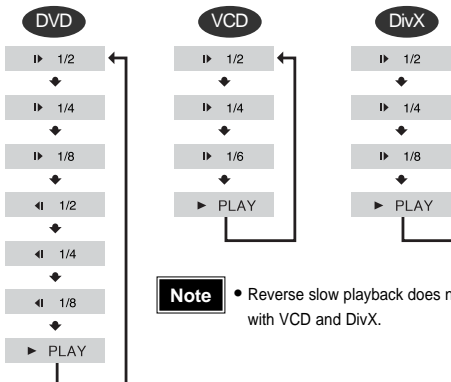 DVD
I▶ 1/2
I▶ 1/4
I▶ 1/8
◀I 1/2
◀I 1/4
◀I 1/8
► PLAY
VCD
I▶ 1/2
I▶ 1/4
I▶ 1/6
► PLAY
DivX
I▶ 1/2
I▶ 1/4
I▶ 1/8
► PLAY
Note
• Reverse slow playback does
with VCD and DivX.